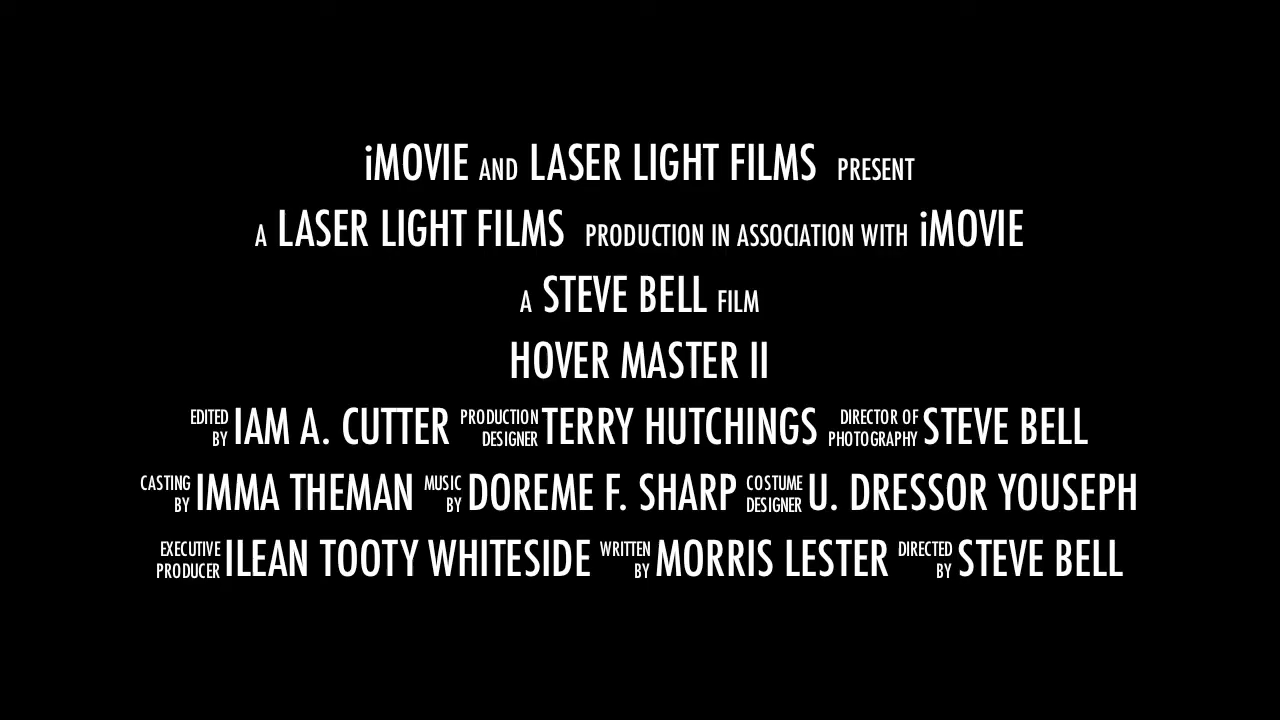 iMOVIE AND LASER LIGHT FILMS PRESENT
A LASER LIGHT FILMS PRODUCTION IN ASSOCIATION WITH iMOVIE
A STEVE BELL FILM
HOVER MASTER II
EDITED BY IAM A. CUTTER PRODUCTION DESIGNER TERRY HUTCHINGS DIRECTOR OF PHOTOGRAPHY STEVE BELL
CASTING BY IMMA THEMAN MUSIC BY DOREME F. SHARP COSTUME DESIGNER U. DRESSOR YOUSEPH
EXECUTIVE PRODUCER ILEAN TOOTY WHITESIDE WRITTEN BY MORRIS LESTER DIRECTED BY STEVE BELL